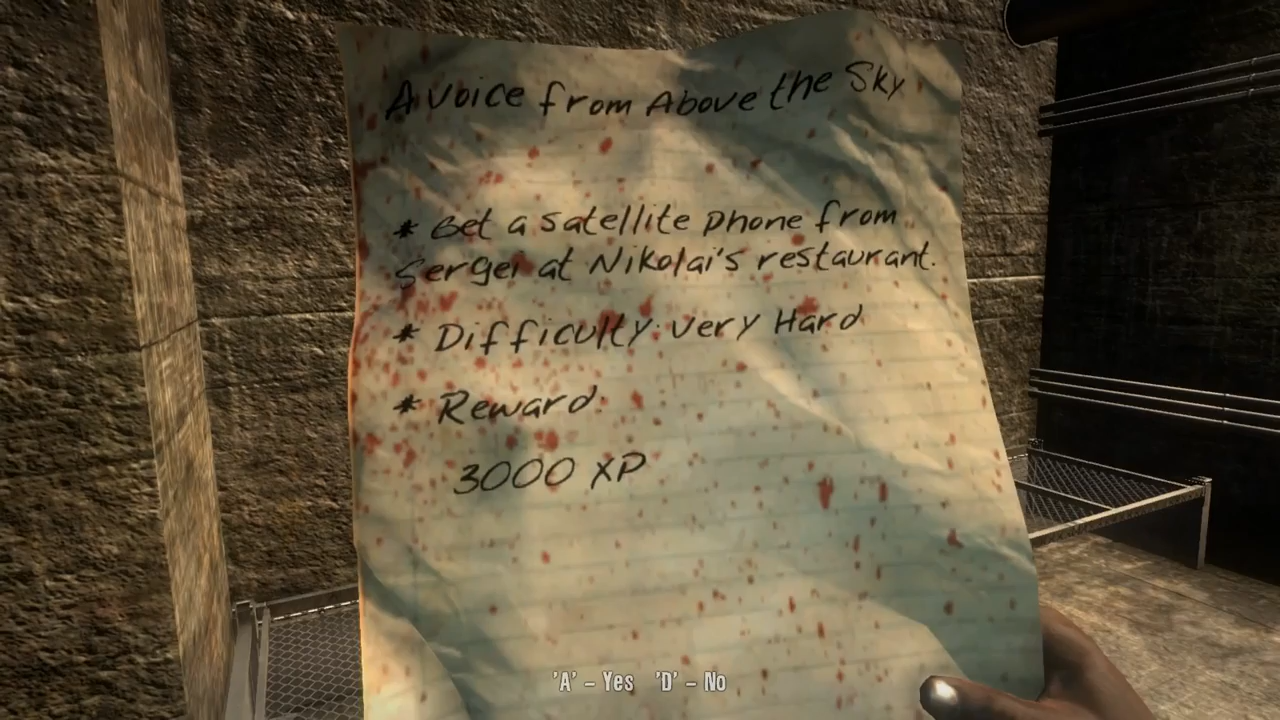 A voice from Above the Sky
* Get a satellite phone from
Sergei at Nikolai's restaurant.
* Difficulty: Very Hard
* Reward:
3000 XP
'A' – Yes 'D' – No